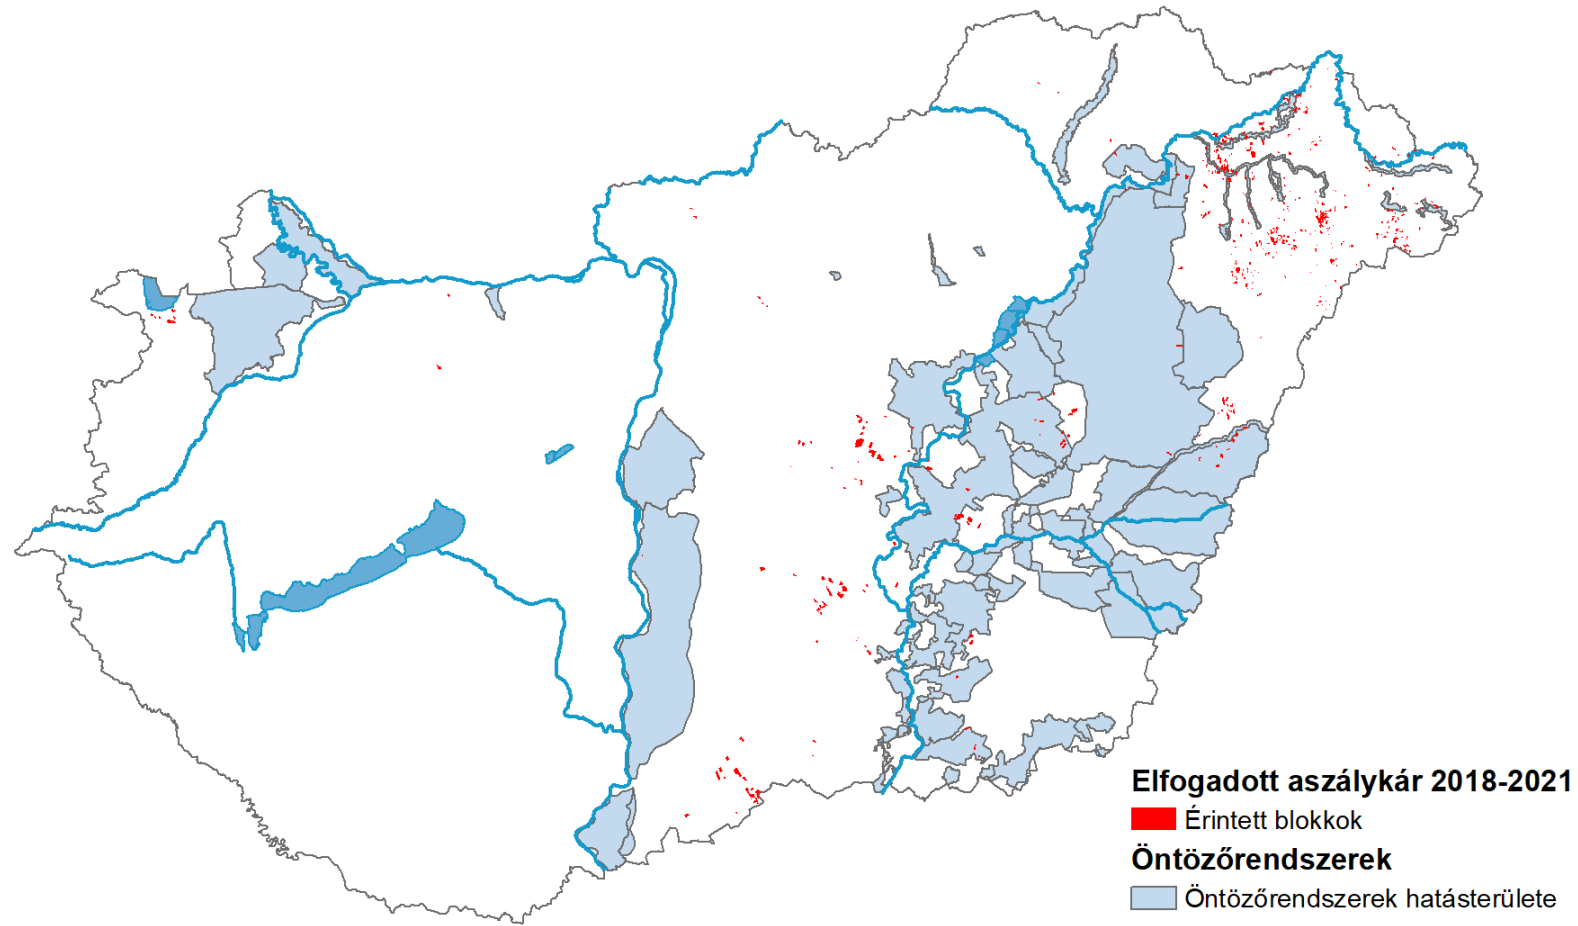 Elfogadott aszálykár 2018-2021
Érintett blokkok
Öntözőrendszerek
Öntözőrendszerek hatásterülete